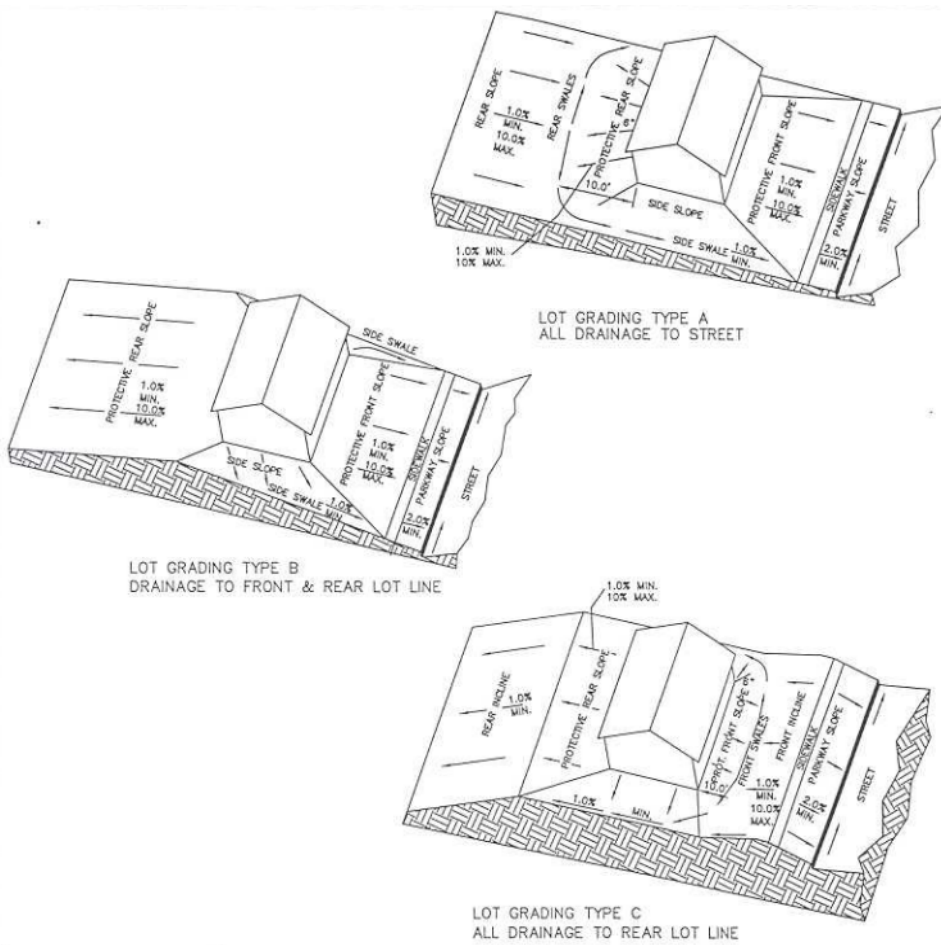 REAR SLOPE
1.0%
MIN.
10.0%
MAX.
REAR SWALES
PROTECTIVE REAR SLOPE
6"
10.0'
SIDE SLOPE
SIDE SWALE
1.0%
MIN.
1.0% MIN.
10% MAX.
PROTECTIVE FRONT SLOPE
1.0%
MIN.
10.0%
MAX.
SIDEWALK
PARKWAY SLOPE
2.0%
MIN.
STREET
LOT GRADING TYPE A
ALL DRAINAGE TO STREET
PROTECTIVE REAR SLOPE
1.0%
MIN.
10.0%
MAX.
SIDE SWALE
SIDE SLOPE
SIDE SWALE
1.0%
MIN.
PROTECTIVE FRONT SLOPE
1.0%
MIN.
10.0%
MAX.
SIDEWALK
PARKWAY SLOPE
2.0%
MIN.
STREET
LOT GRADING TYPE B
DRAINAGE TO FRONT & REAR LOT LINE
1.0% MIN.
10% MAX.
REAR INCLINE
1.0%
MIN.
PROTECTIVE REAR SLOPE
1.0%
MIN.
PROT. FRONT SLOPE
6"
10.0'
FRONT SWALES
FRONT INCLINE
1.0%
MIN.
10.0%
MAX.
SIDEWALK
PARKWAY SLOPE
2.0%
MIN.
STREET
LOT GRADING TYPE C
ALL DRAINAGE TO REAR LOT LINE